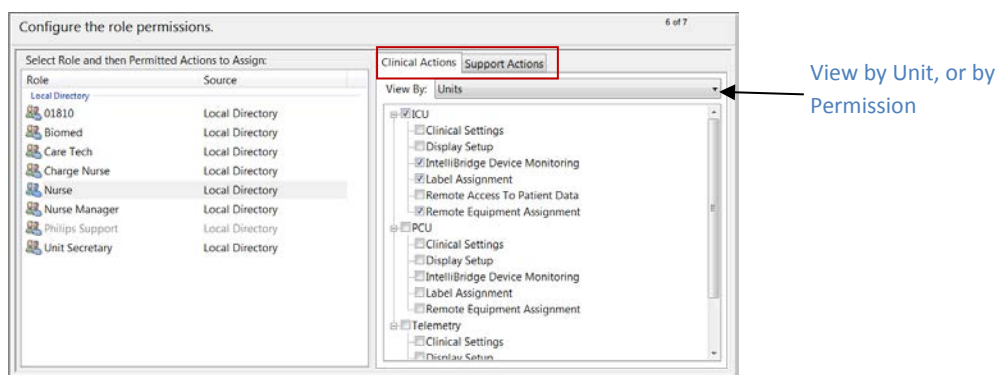 Configure the role permissions.
6 of 7
Select Role and then Permitted Actions to Assign:
Role Source
Local Directory
01810 Local Directory
Biomed Local Directory
Care Tech Local Directory
Charge Nurse Local Directory
Nurse Local Directory
Nurse Manager Local Directory
Philips Support Local Directory
Unit Secretary Local Directory
Clinical Actions Support Actions
View By: Units
ICU
Clinical Settings
Display Setup
IntelliBridge Device Monitoring
Label Assignment
Remote Access To Patient Data
Remote Equipment Assignment
PCU
Clinical Settings
Display Setup
IntelliBridge Device Monitoring
Label Assignment
Remote Equipment Assignment
Telemetry
Clinical Settings
Display Setup
View by Unit, or by
Permission